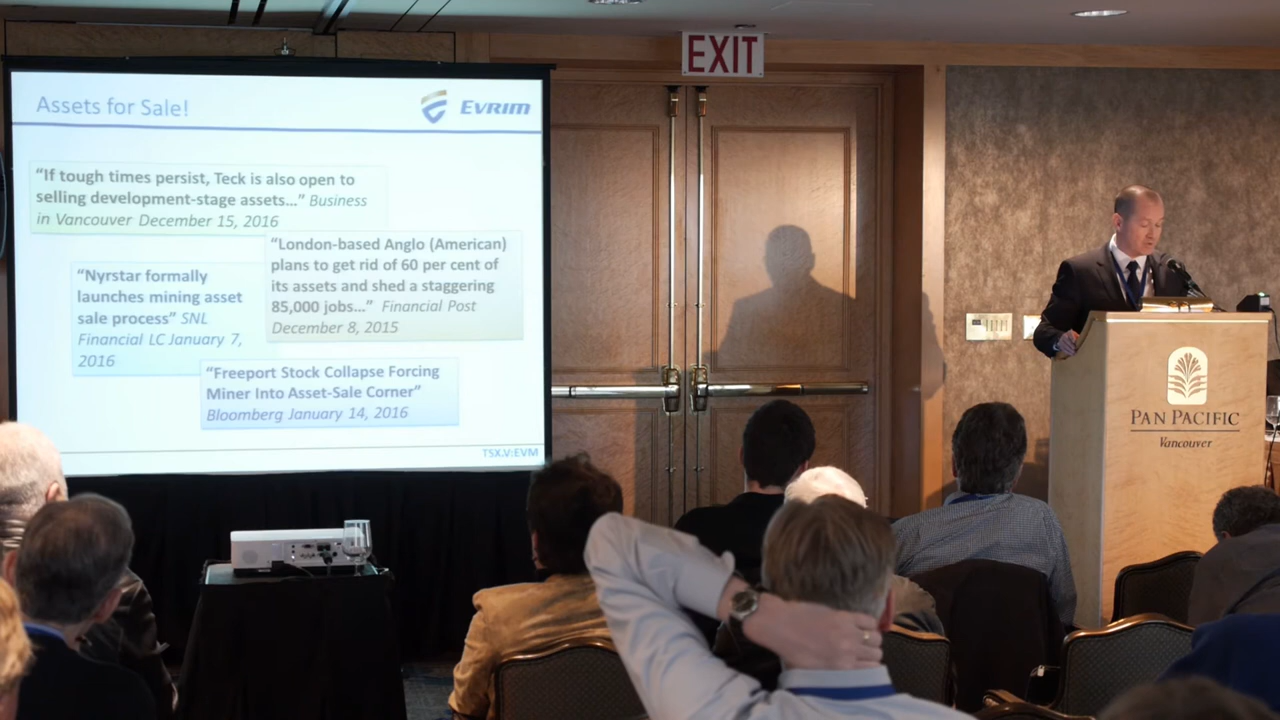 EXIT
Assets for Sale!
EVRIM
“If tough times persist, Teck is also open to
selling development-stage assets...” Business
in Vancouver December 15, 2016
“London-based Anglo (American)
plans to get rid of 60 per cent of
its assets and shed a staggering
85,000 jobs...” Financial Post
December 8, 2015
“Nyrstar formally
launches mining asset
sale process” SNL
Financial LC January 7,
2016
“Freeport Stock Collapse Forcing
Miner Into Asset-Sale Corner”
Bloomberg January 14, 2016
TSX.V:EVM
PAN PACIFIC
Vancouver